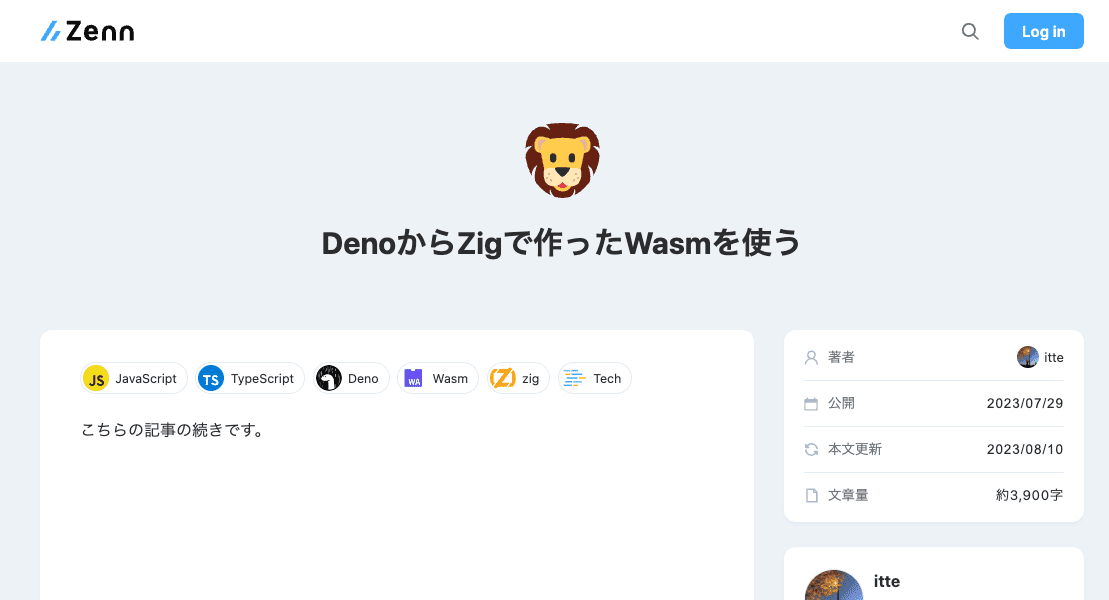 Zenn
Log in
DenoからZigで作ったWasmを使う
JS JavaScript TS TypeScript Deno WA Wasm zig Tech
こちらの記事の続きです。
著者 itte
公開 2023/07/29
本文更新 2023/08/10
文章量 約3,900字
itte